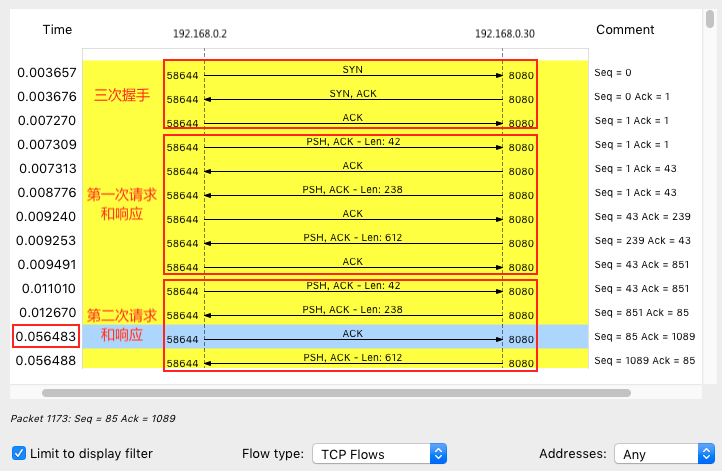 Time 192.168.0.2 192.168.0.30 Comment
0.003657 58644 SYN 8080 Seq = 0
0.003676 三次握手 58644 SYN, ACK 8080 Seq = 0 Ack = 1
0.007270 58644 ACK 8080 Seq = 1 Ack = 1
0.007309 58644 PSH, ACK - Len: 42 8080 Seq = 1 Ack = 1
0.007313 58644 ACK 8080 Seq = 1 Ack = 43
0.008776 第一次请求 58644 PSH, ACK - Len: 238 8080 Seq = 1 Ack = 43
0.009240 和响应 58644 ACK 8080 Seq = 43 Ack = 239
0.009253 58644 PSH, ACK - Len: 612 8080 Seq = 239 Ack = 43
0.009491 58644 ACK 8080 Seq = 43 Ack = 851
0.011010 58644 PSH, ACK - Len: 42 8080 Seq = 43 Ack = 851
0.012670 第二次请求 58644 PSH, ACK - Len: 238 8080 Seq = 851 Ack = 85
0.056483 和响应 58644 ACK 8080 Seq = 85 Ack = 1089
0.056488 58644 PSH, ACK - Len: 612 8080 Seq = 1089 Ack = 85
Packet 1173: Seq = 85 Ack = 1089
Limit to display filter Flow type: TCP Flows Addresses: Any